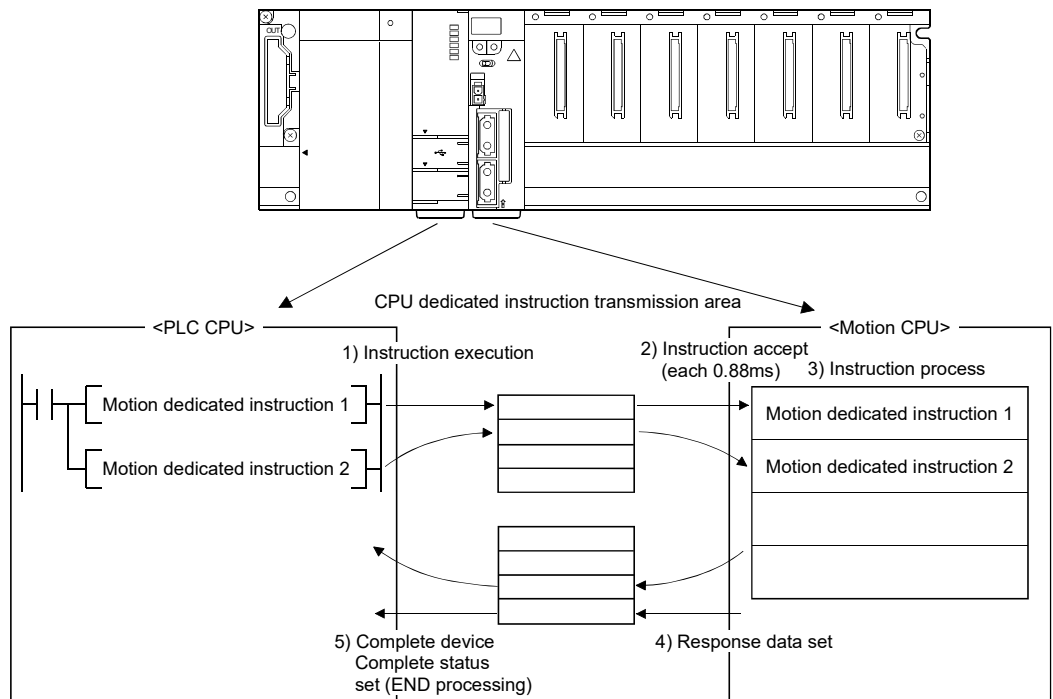 OUT
CPU dedicated instruction transmission area
<PLC CPU>
<Motion CPU>
1) Instruction execution
2) Instruction accept
(each 0.88ms)
3) Instruction process
Motion dedicated instruction 1
Motion dedicated instruction 2
Motion dedicated instruction 1
Motion dedicated instruction 2
5) Complete device
Complete status
set (END processing)
4) Response data set